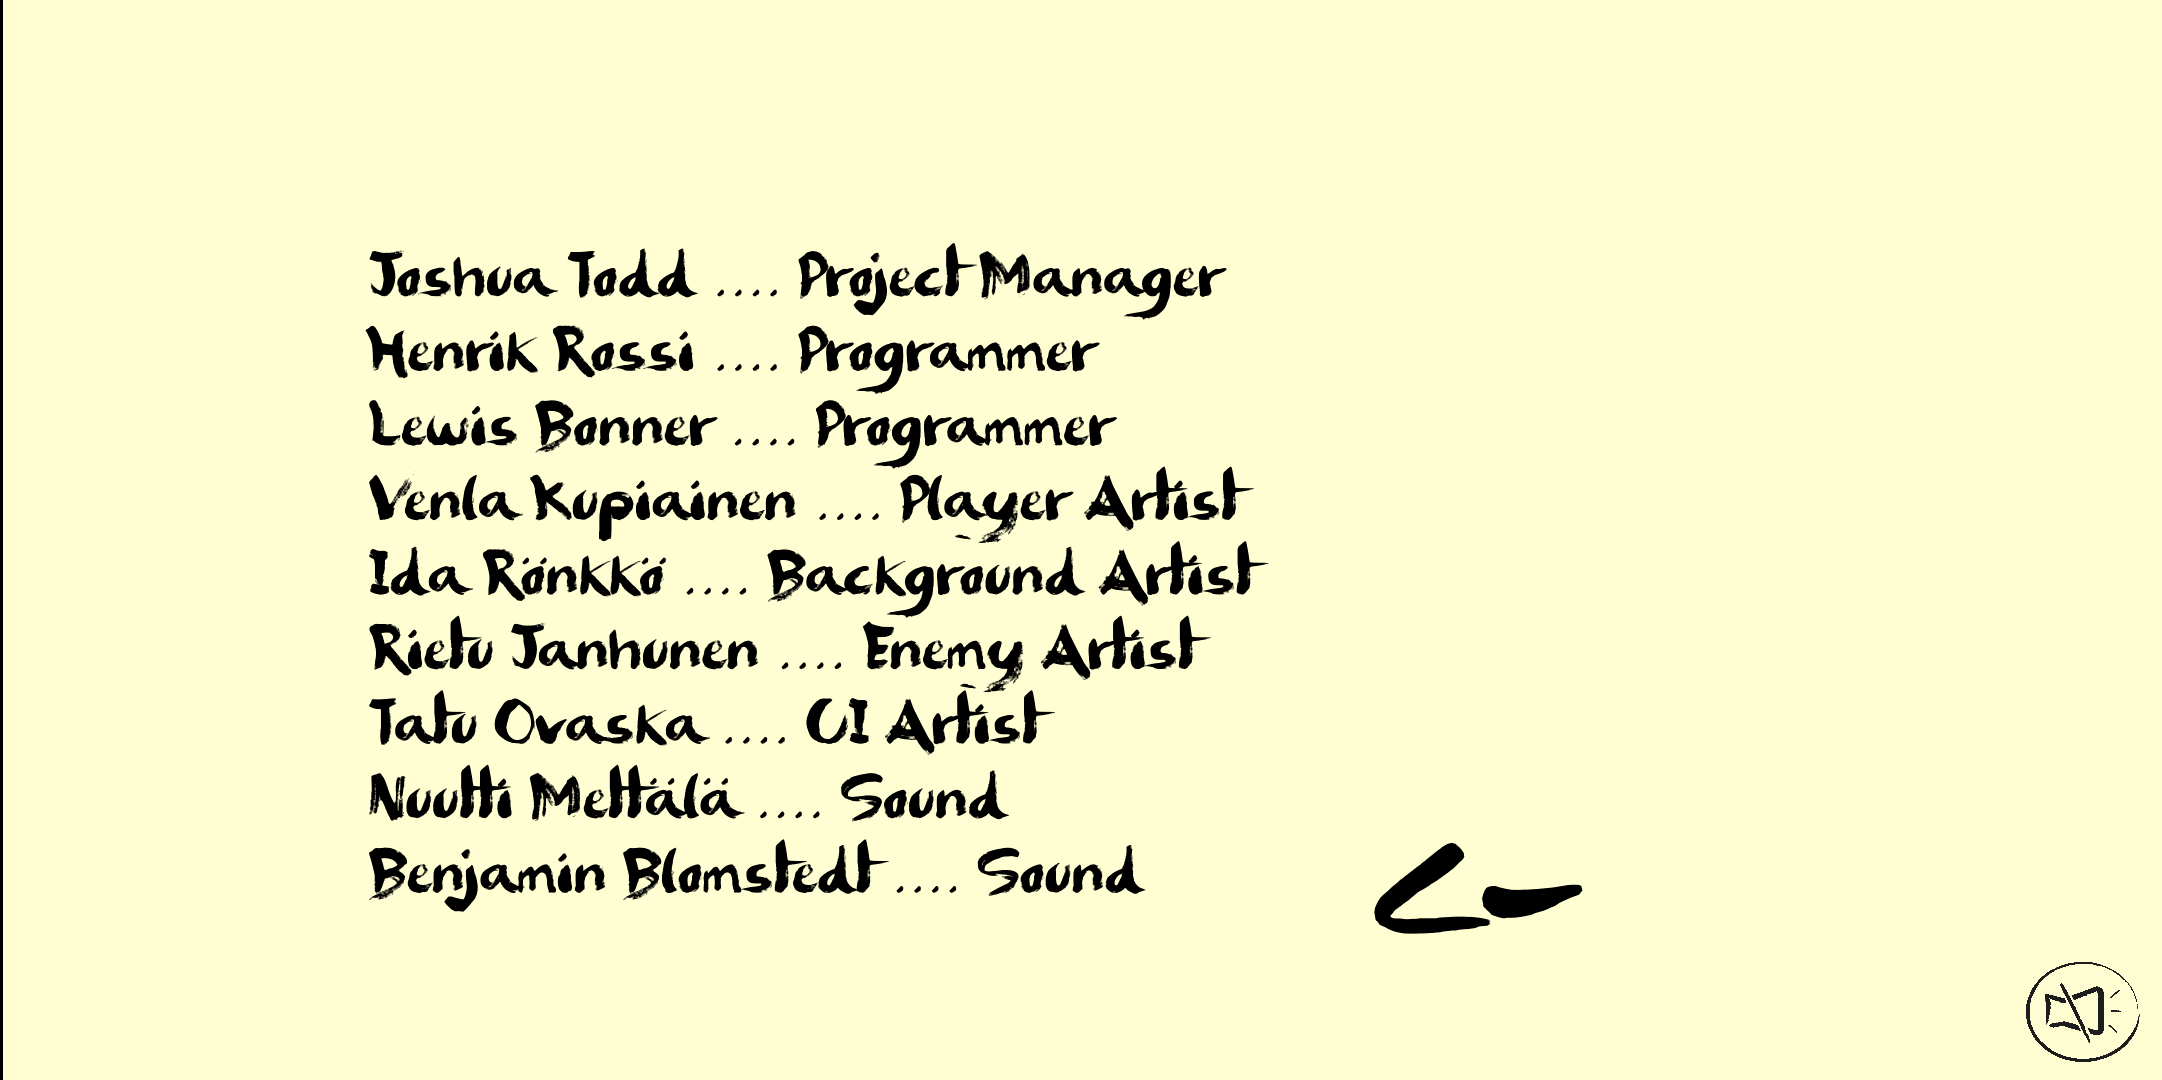 Joshua Todd .... Project Manager
Henrik Rossi .... Programmer
Lewis Bonner .... Programmer
Venla Kupiainen .... Player Artist
Ida Rönkkö .... Background Artist
Rietu Janhunen .... Enemy Artist
Tatu Ovaska .... UI Artist
Nuutti Mettälä .... Sound
Benjamin Blomstedt .... Sound